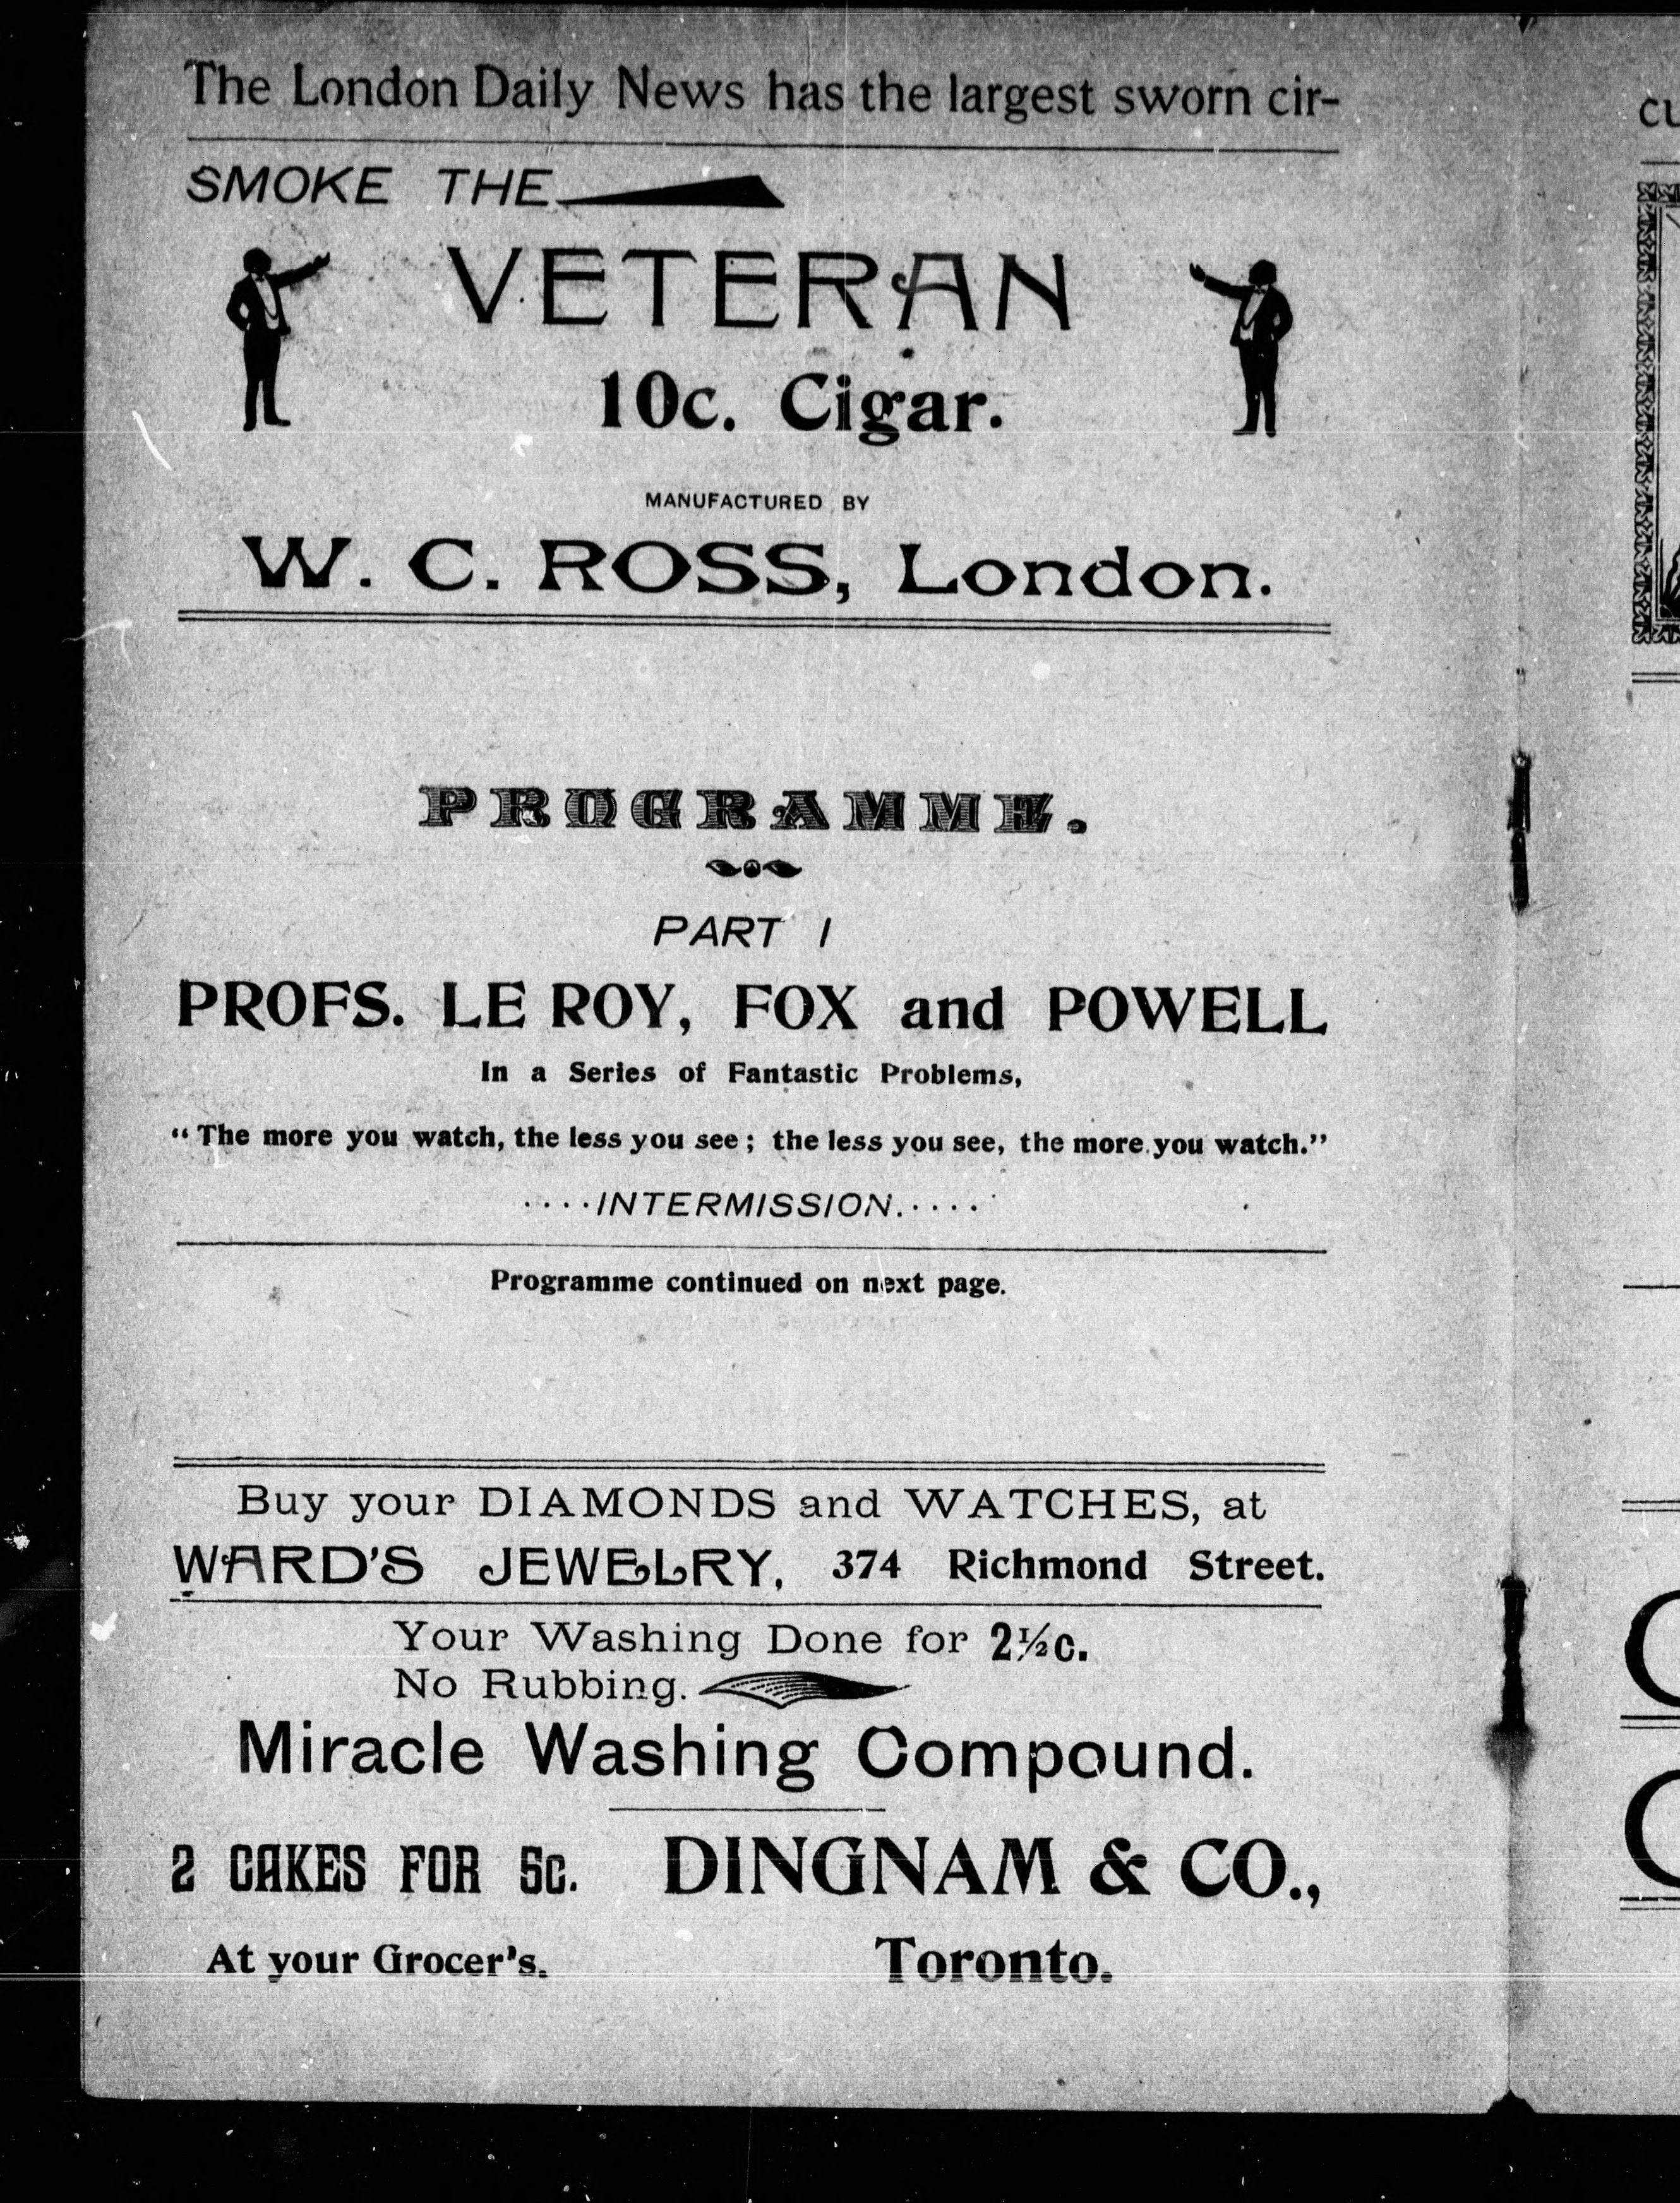 The London Daily News has the largest sworn cir-
SMOKE THE
VETERAN
10c. Cigar.
MANUFACTURED BY
W. C. ROSS, London.
PROGRAMME.
PART I
PROFS. LE ROY, FOX and POWELL
In a Series of Fantastic Problems,
"The more you watch, the less you see; the less you see, the more you watch."
....INTERMISSION.....
Programme continued on next page.
Buy your DIAMONDS and WATCHES, at
WARD'S JEWELRY, 374 Richmond Street.
Your Washing Done for 2½c.
No Rubbing.
Miracle Washing Compound.
2 CAKES FOR 5c. DINGNAM & CO.,
At your Grocer's. Toronto.